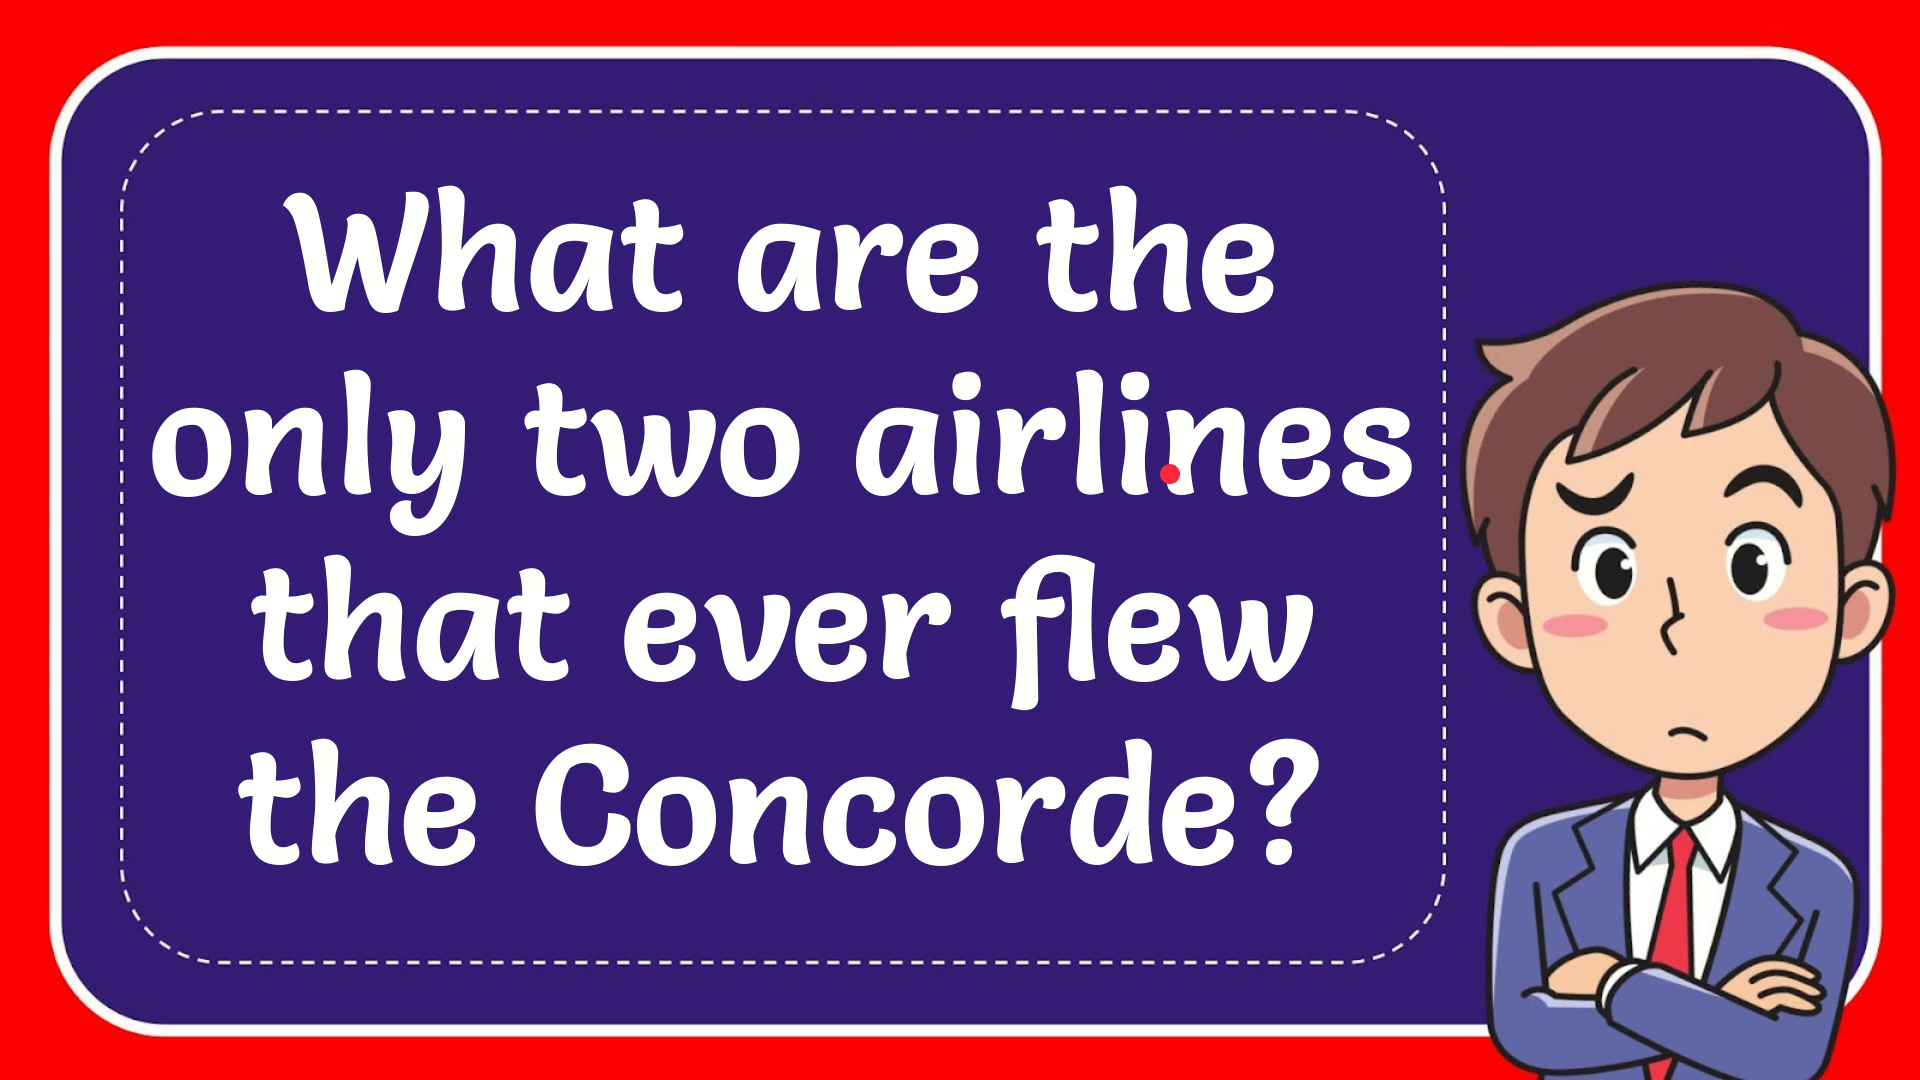 What are the
only two airlines
that ever flew
the Concorde?